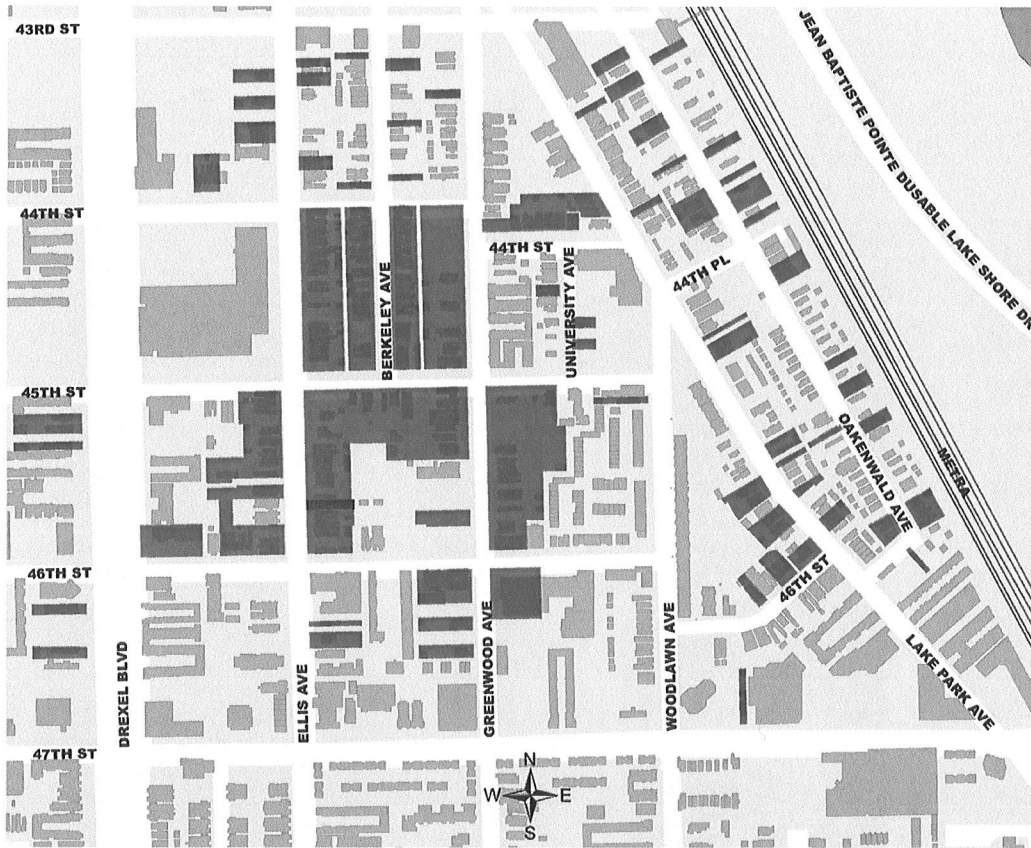 43RD ST
JEAN BAPTISTE POINTE DUSABLE LAKE SHORE DR
44TH ST
44TH ST
44TH PL
BERKELEY AVE
UNIVERSITY AVE
45TH ST
OAKENWALD AVE
METRA
46TH ST
46TH ST
DREXEL BLVD
ELLIS AVE
GREENWOOD AVE
WOODLAWN AVE
LAKE PARK AVE
47TH ST
N
W
E
S